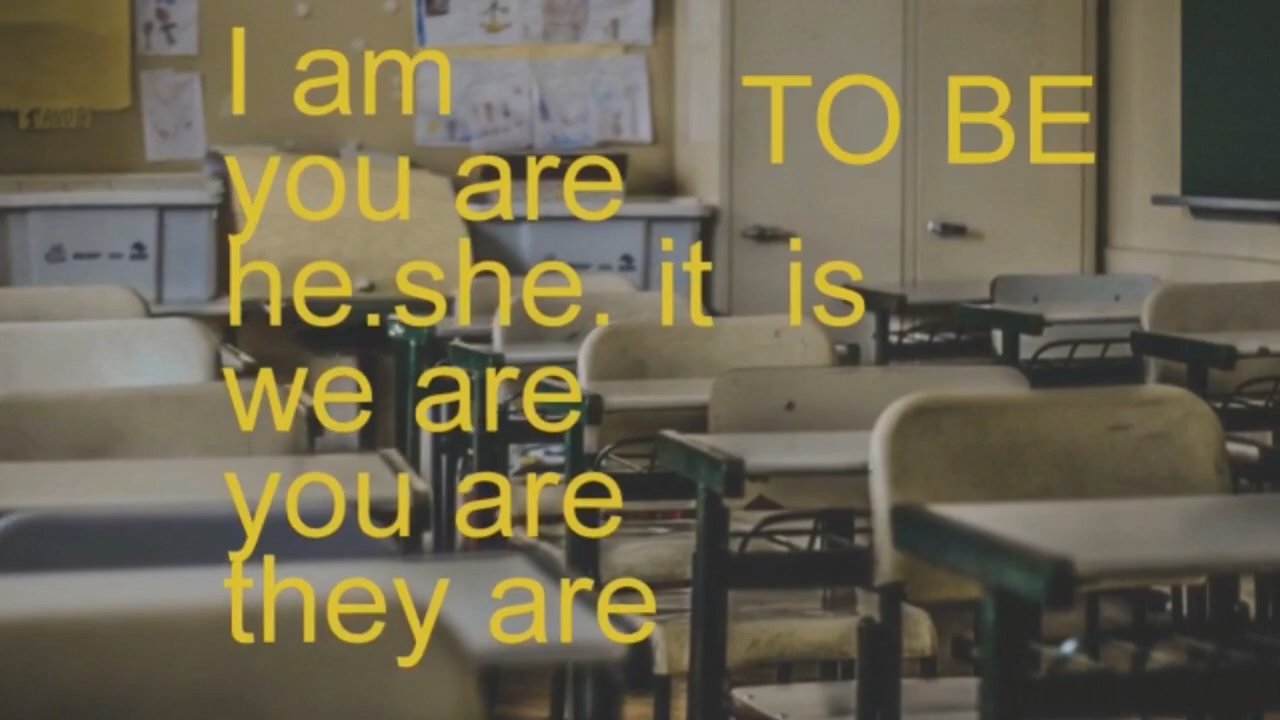 I am
TO BE
you are
he.she. it is
we are
you are
they are